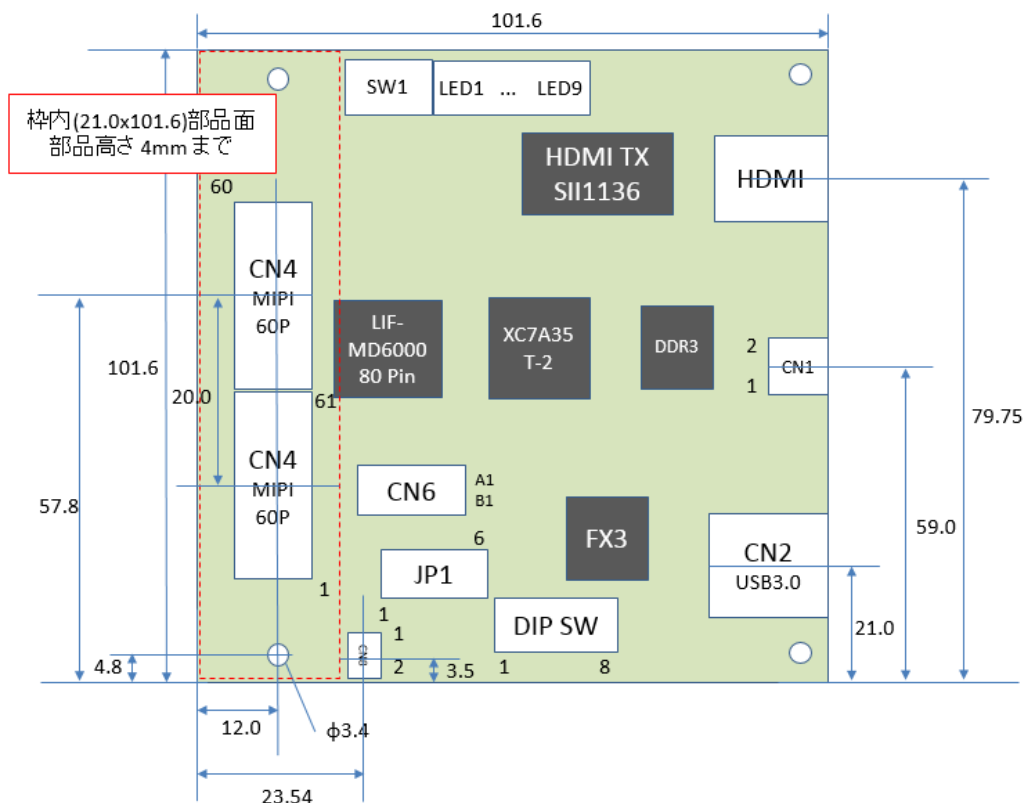 101.6
SW1
LED1 ... LED9
枠内(21.0x101.6)部品面
部品高さ 4mm まで
HDMI TX
SII1136
HDMI
60
CN4
MIPI
60P
LIF-
MD6000
80 Pin
XC7A35
T-2
DDR3
2
CN1
1
101.6
20.0
61
79.75
CN4
MIPI
60P
CN6
A1
B1
57.8
59.0
6
FX3
CN2
USB3.0
JP1
1
1
1
DIP SW
21.0
4.8
2
3.5
1
8
12.0
φ3.4
23.54